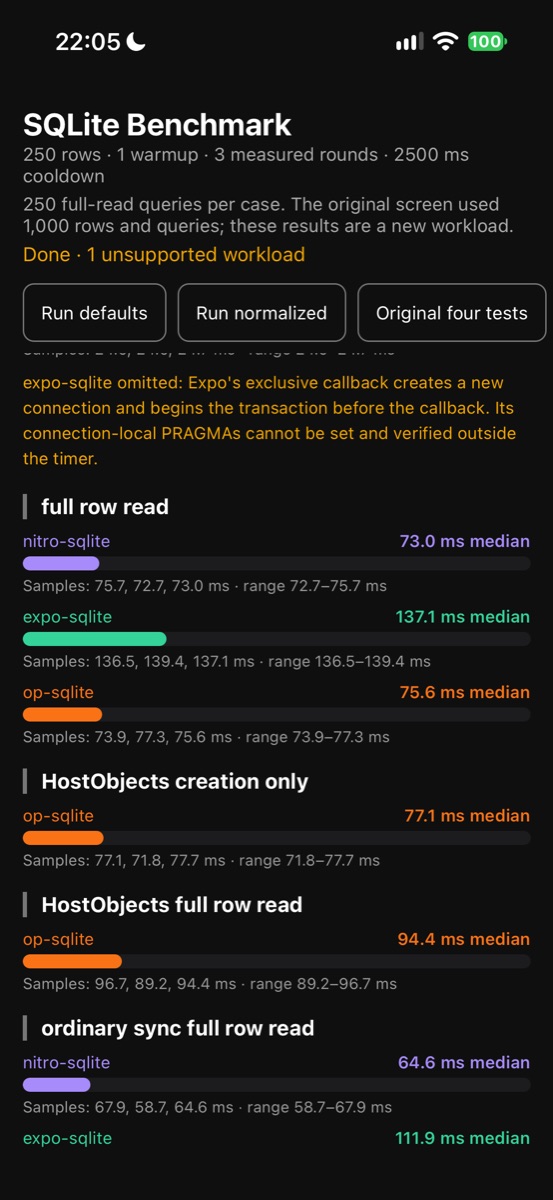 22:05
100
SQLite Benchmark
250 rows · 1 warmup · 3 measured rounds · 2500 ms
cooldown
250 full-read queries per case. The original screen used
1,000 rows and queries; these results are a new workload.
Done · 1 unsupported workload
Run defaults
Run normalized
Original four tests
expo-sqlite omitted: Expo's exclusive callback creates a new
connection and begins the transaction before the callback. Its
connection-local PRAGMAs cannot be set and verified outside
the timer.
full row read
nitro-sqlite 73.0 ms median
Samples: 75.7, 72.7, 73.0 ms · range 72.7–75.7 ms
expo-sqlite 137.1 ms median
Samples: 136.5, 139.4, 137.1 ms · range 136.5–139.4 ms
op-sqlite 75.6 ms median
Samples: 73.9, 77.3, 75.6 ms · range 73.9–77.3 ms
HostObjects creation only
op-sqlite 77.1 ms median
Samples: 77.1, 71.8, 77.7 ms · range 71.8–77.7 ms
HostObjects full row read
op-sqlite 94.4 ms median
Samples: 96.7, 89.2, 94.4 ms · range 89.2–96.7 ms
ordinary sync full row read
nitro-sqlite 64.6 ms median
Samples: 67.9, 58.7, 64.6 ms · range 58.7–67.9 ms
expo-sqlite 111.9 ms median